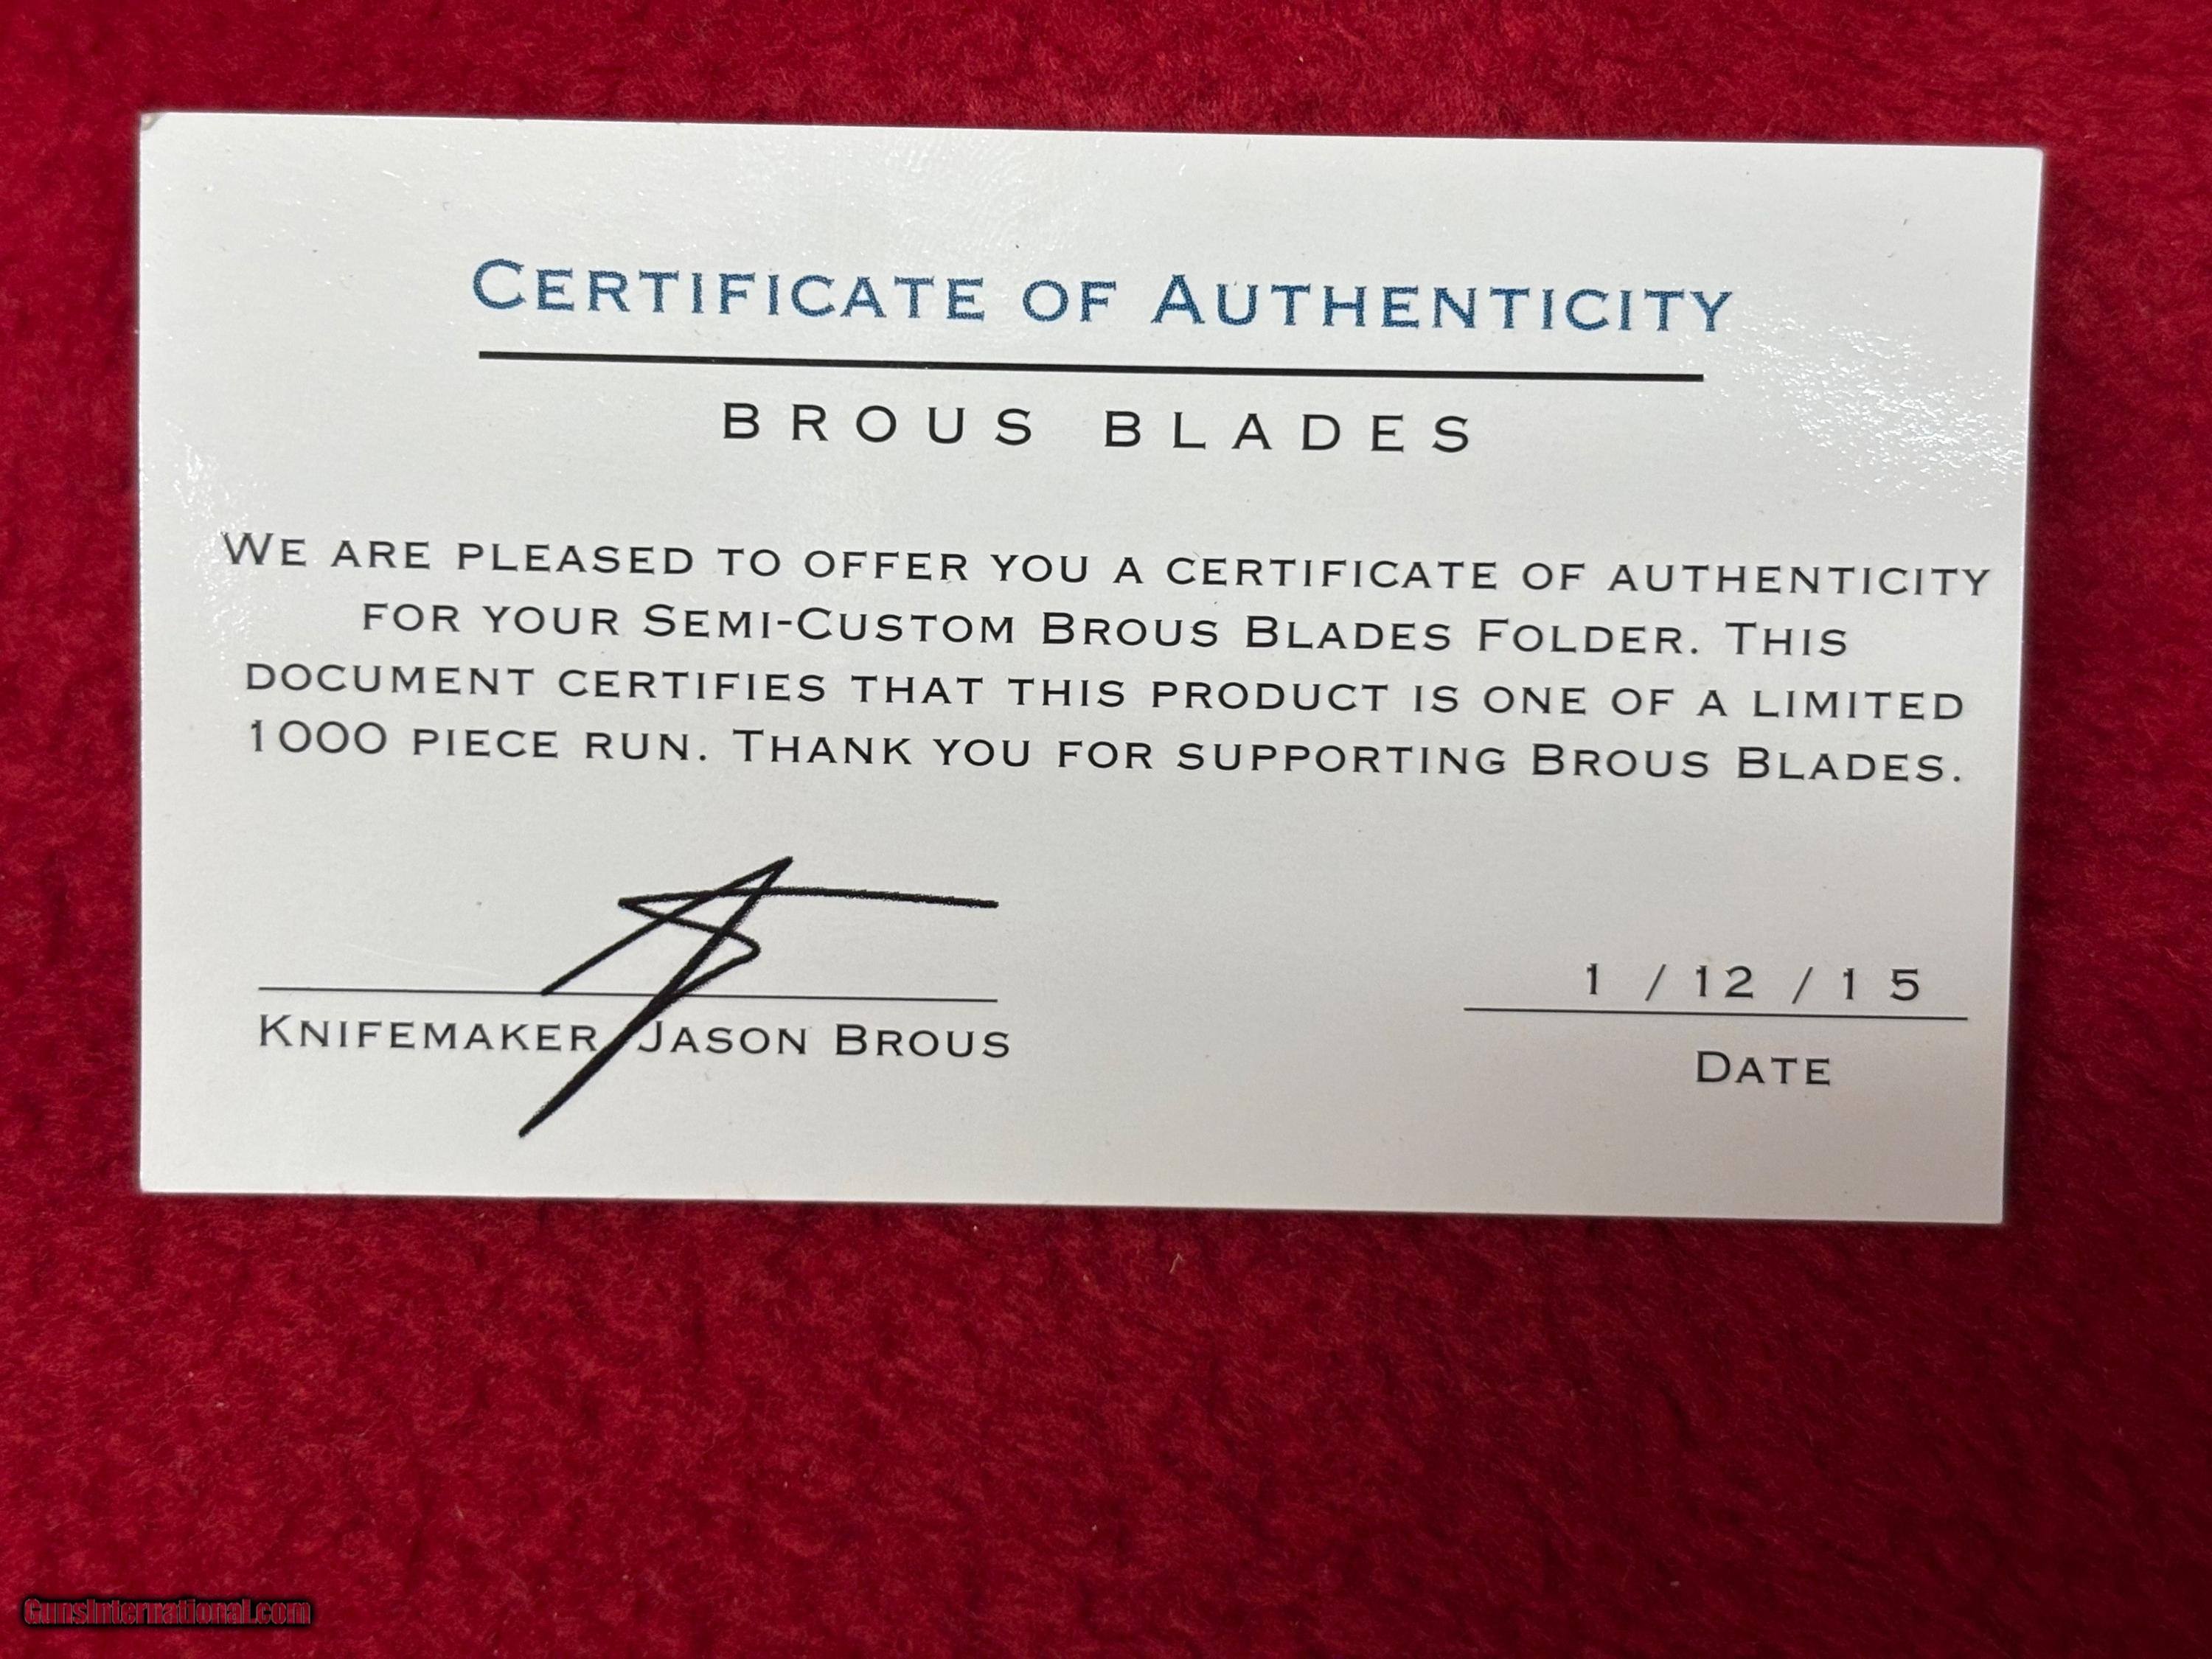 Certificate of Authenticity
BROUS BLADES
We are pleased to offer you a certificate of authenticity
for your Semi-Custom Brous Blades Folder. This
document certifies that this product is one of a limited
1000 piece run. Thank you for supporting Brous Blades.
1 / 12 / 15
Knifemaker Jason Brous
Date
GunsInternational.com